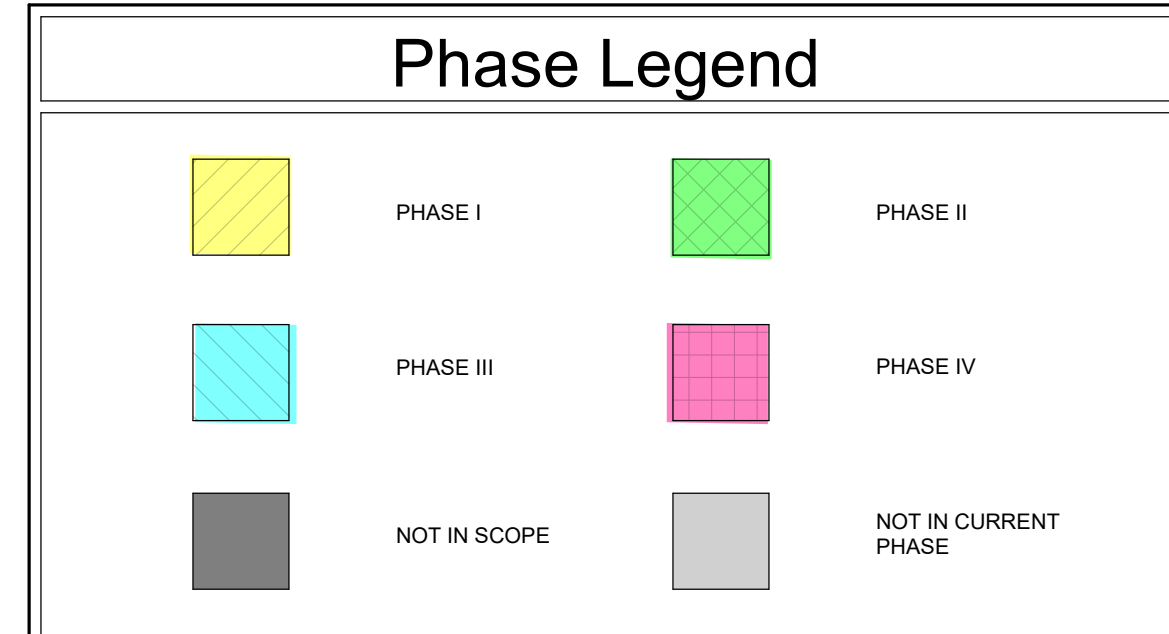 Phase Legend
PHASE I
PHASE II
PHASE III
PHASE IV
NOT IN SCOPE
NOT IN CURRENT
PHASE